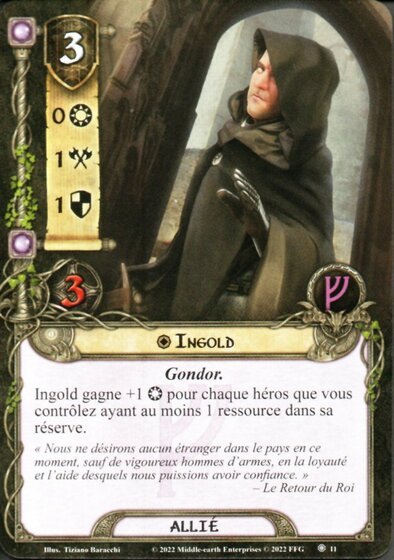 3
0
1
1
3
Ingold
Gondor.
Ingold gagne +1 pour chaque héros que vous
contrôlez ayant au moins 1 ressource dans sa
réserve.
« Nous ne désirons aucun étranger dans le pays en ce
moment, sauf de vigoureux hommes d'armes, en la loyauté
et l'aide desquels nous puissions avoir confiance. »
– Le Retour du Roi
ALLIÉ
Illus. Tiziano Baracchi © 2022 Middle-earth Enterprises © 2022 FFG 11